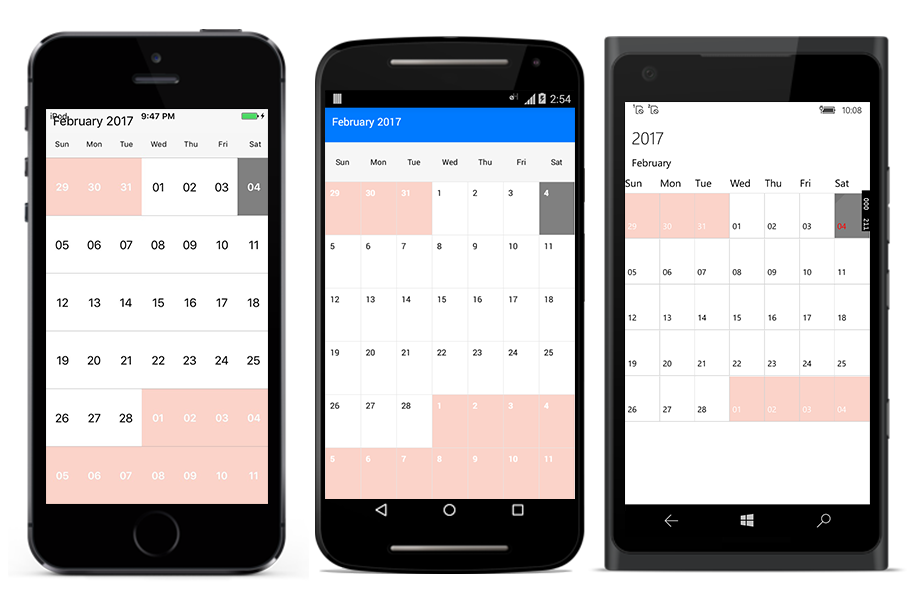 iPod 9:47 PM
February 2017
Sun Mon Tue Wed Thu Fri Sat
29 30 31 01 02 03 04
05 06 07 08 09 10 11
12 13 14 15 16 17 18
19 20 21 22 23 24 25
26 27 28 01 02 03 04
05 06 07 08 09 10 11
2:54
February 2017
Sun Mon Tue Wed Thu Fri Sat
29 30 31 1 2 3 4
5 6 7 8 9 10 11
12 13 14 15 16 17 18
19 20 21 22 23 24 25
26 27 28 1 2 3 4
5 6 7 8 9 10 11
10:08
2017
February
Sun Mon Tue Wed Thu Fri Sat
29 30 31 01 02 03 04
000 211
05 06 07 08 09 10 11
12 13 14 15 16 17 18
19 20 21 22 23 24 25
26 27 28 01 02 03 04